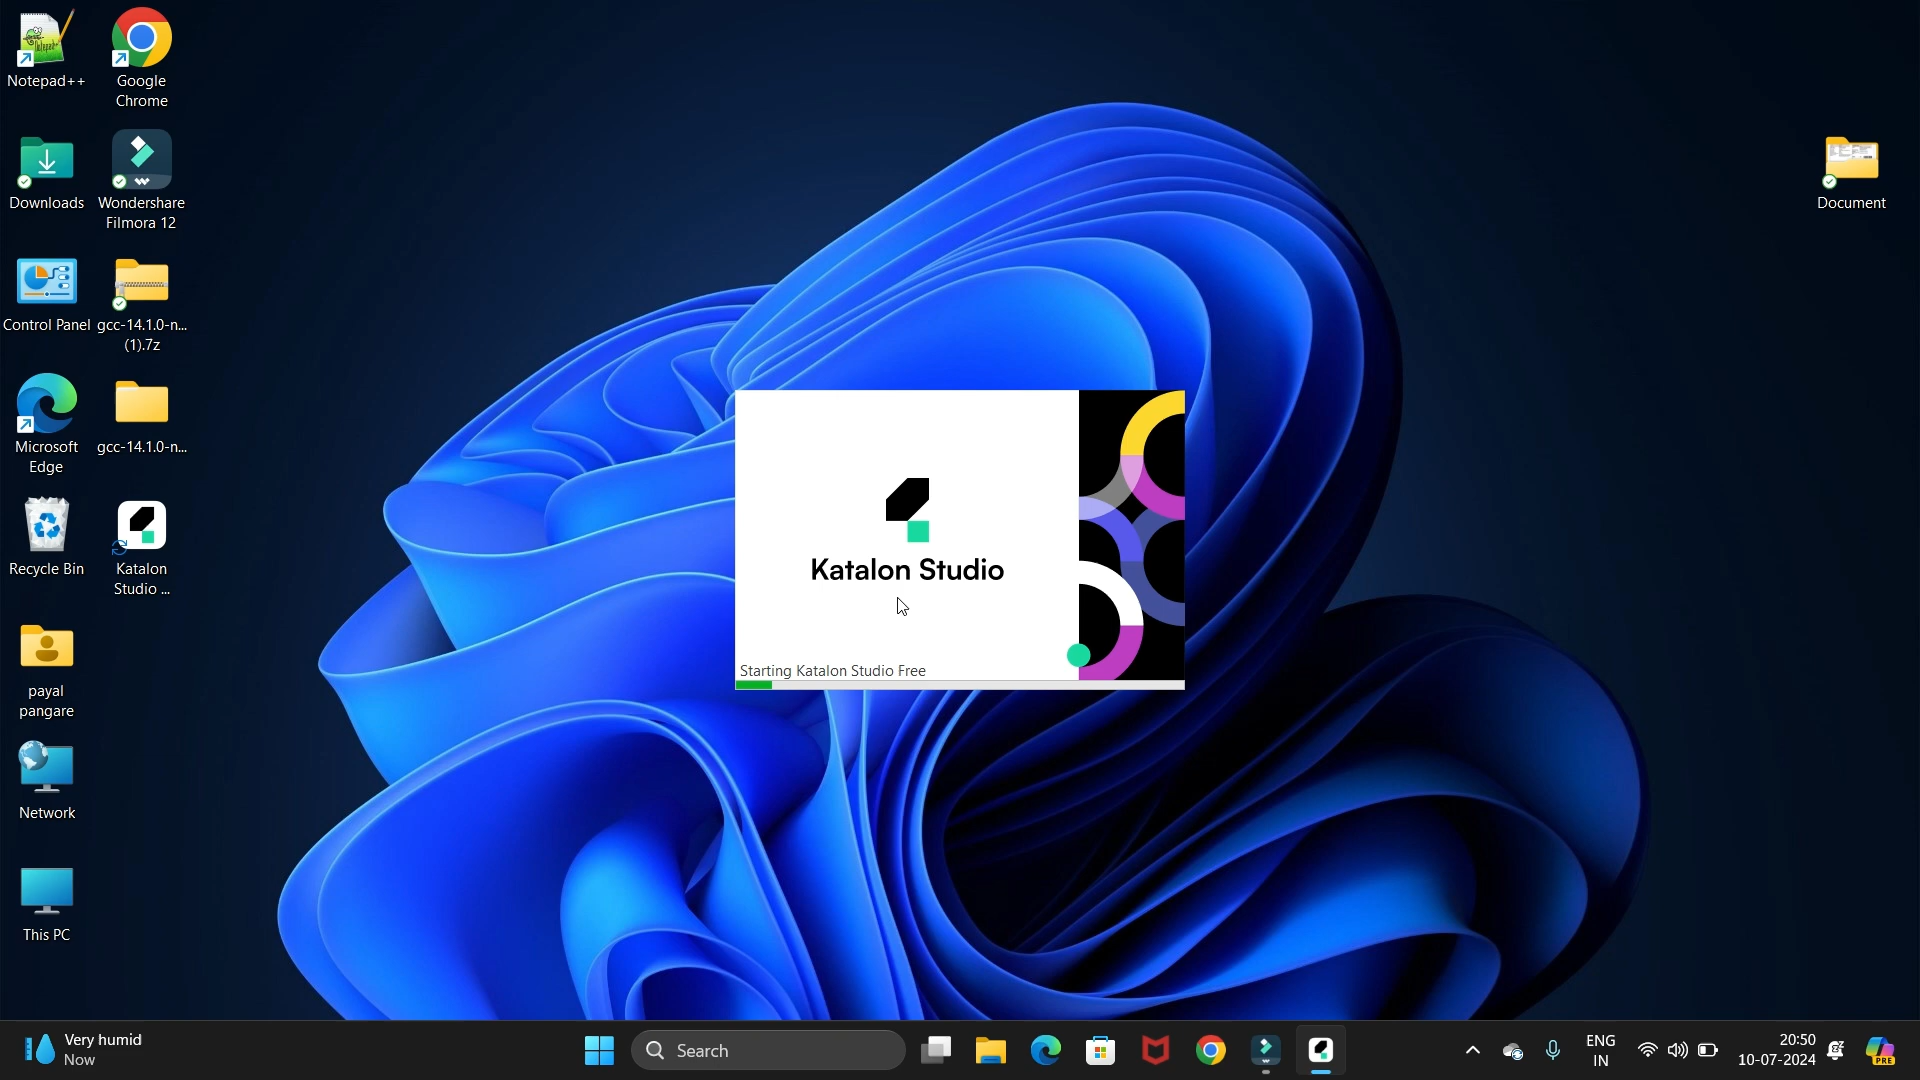 Notepad++
Google
Chrome
Downloads
Wondershare
Filmora 12
Control Panel
gcc-14.1.0-n...
(1).7z
Microsoft
Edge
gcc-14.1.0-n...
Recycle Bin
Katalon
Studio ...
payal
pangare
Network
This PC
Document
Katalon Studio
Starting Katalon Studio Free
Very humid
Now
Search
ENG
IN
20:50
10-07-2024
PRE